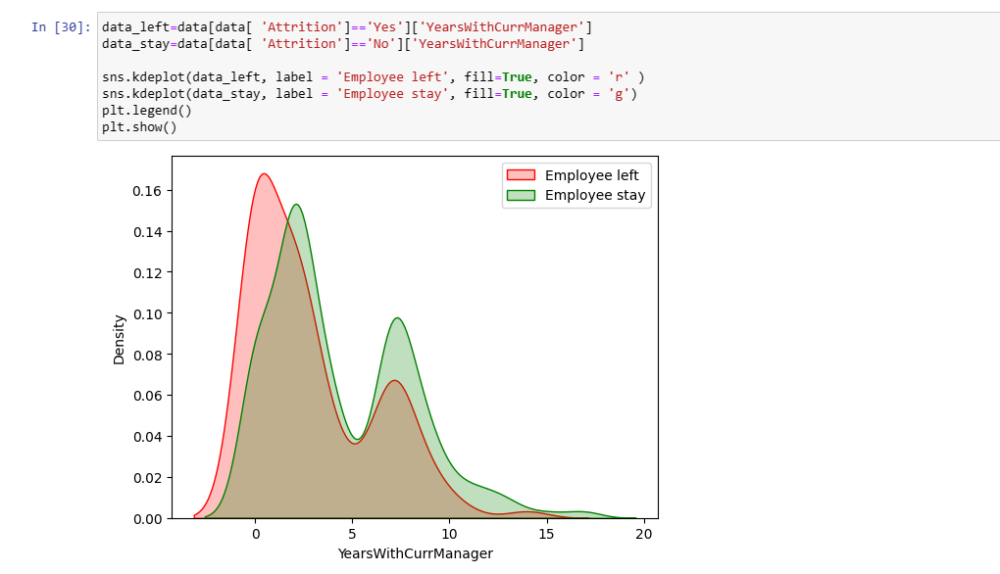 In [30]: data_left=data[data[ 'Attrition']=='Yes']['YearsWithCurrManager']
data_stay=data[data[ 'Attrition']=='No']['YearsWithCurrManager']
sns.kdeplot(data_left, label = 'Employee left', fill=True, color = 'r' )
sns.kdeplot(data_stay, label = 'Employee stay', fill=True, color = 'g')
plt.legend()
plt.show()
Employee left
Employee stay
0.16
0.14
0.12
0.10
0.08
0.06
0.04
0.02
0.00
Density
0 5 10 15 20
YearsWithCurrManager